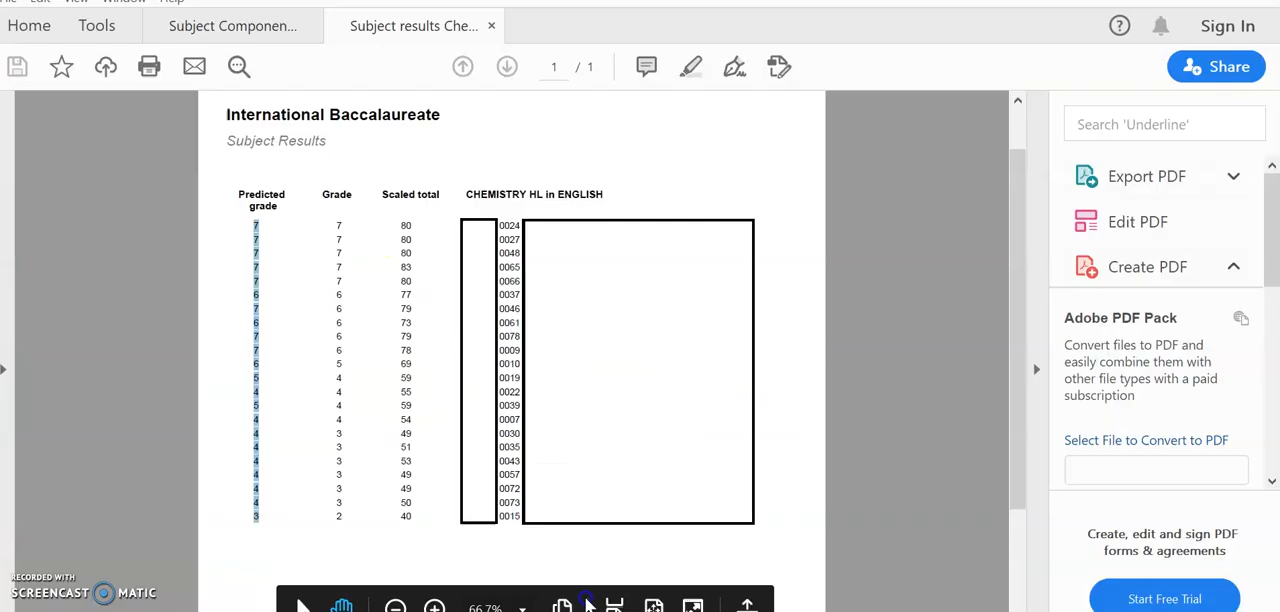 Home Tools Subject Componen... Subject results Che... × Sign In
1 / 1 Share
International Baccalaureate
Subject Results
Predicted grade Grade Scaled total CHEMISTRY HL in ENGLISH
7 7 80 0024
7 7 80 0027
7 7 80 0048
7 7 83 0065
7 7 80 0066
6 6 77 0037
7 6 79 0046
6 6 73 0061
7 6 79 0078
7 6 78 0009
6 5 69 0010
5 4 59 0019
4 4 55 0022
5 4 59 0039
4 4 54 0007
4 3 49 0030
4 3 51 0035
4 3 53 0043
4 3 49 0057
4 3 49 0072
4 3 50 0073
3 2 40 0015
Search 'Underline'
Export PDF
Edit PDF
Create PDF
Adobe PDF Pack
Convert files to PDF and
easily combine them with
other file types with a paid
subscription
Select File to Convert to PDF
Create, edit and sign PDF
forms & agreements
Start Free Trial
66.7%
RECORDED WITH
SCREENCAST MATIC